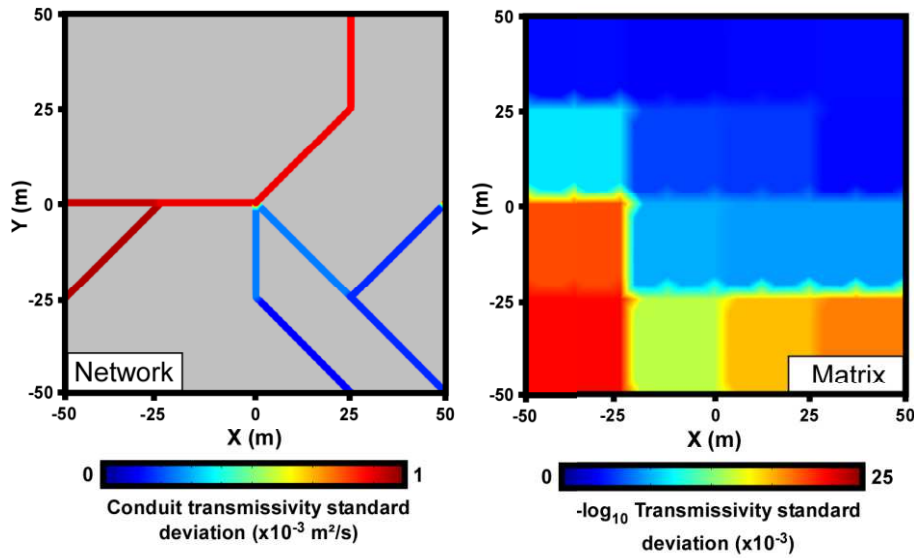 50
25
0
-25
-50
Y (m)
Network
-50
-25
0
25
50
X (m)
0
1
Conduit transmissivity standard
deviation (x10⁻³ m²/s)
50
25
0
-25
-50
Y (m)
Matrix
-50
-25
0
25
50
X (m)
0
25
-log₁₀ Transmissivity standard
deviation (x10⁻³)